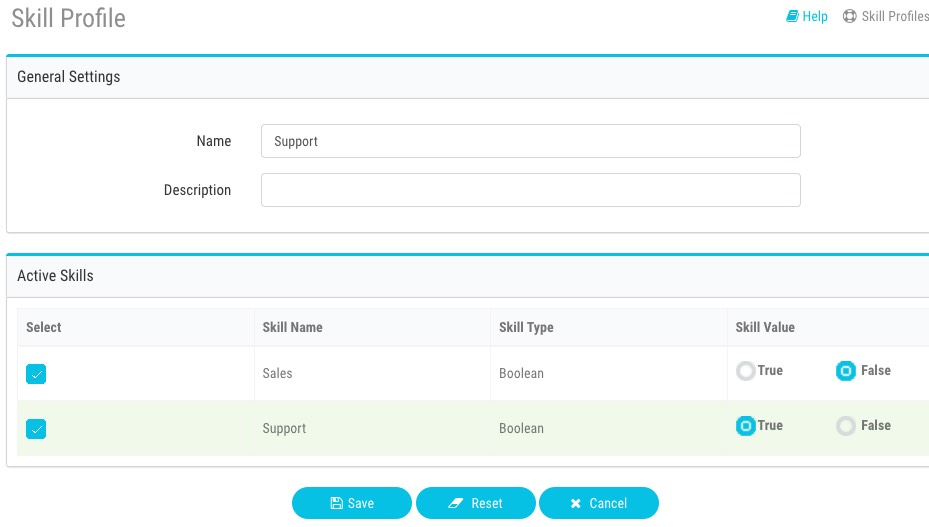 Skill Profile
Help Skill Profiles
General Settings
Name Support
Description
Active Skills
Select Skill Name Skill Type Skill Value
Sales Boolean True False
Support Boolean True False
Save Reset Cancel